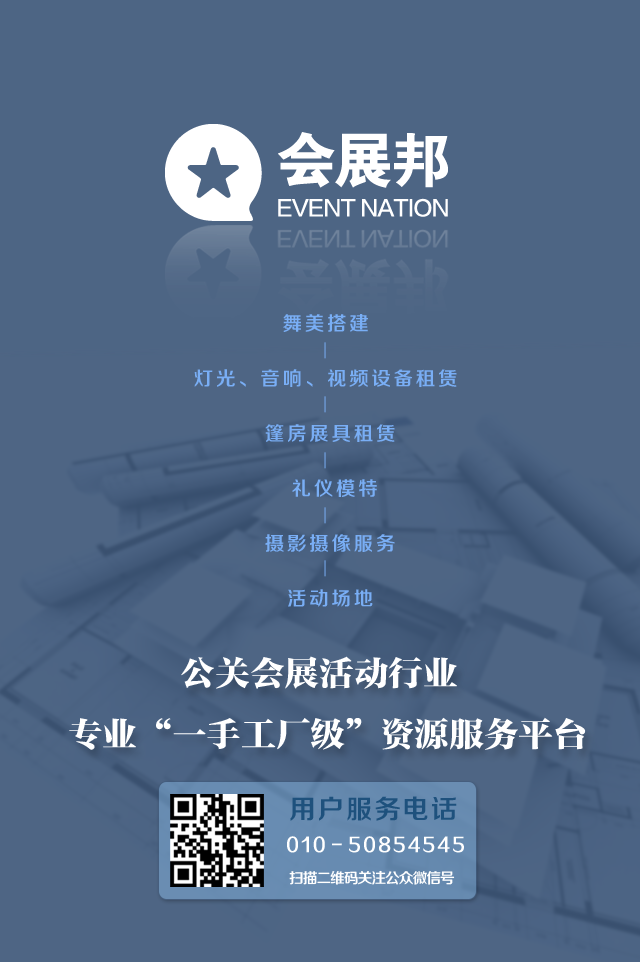 会展邦
EVENT NATION
舞美搭建
灯光、音响、视频设备租赁
篷房展具租赁
礼仪模特
摄影摄像服务
活动场地
公关会展活动行业
专业“一手工厂级”资源服务平台
用户服务电话
010-50854545
扫描二维码关注公众微信号